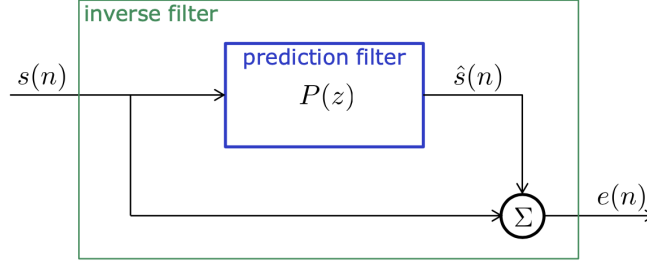 inverse filter
prediction filter
s(n)
P(z)
ŝ(n)
Σ
e(n)